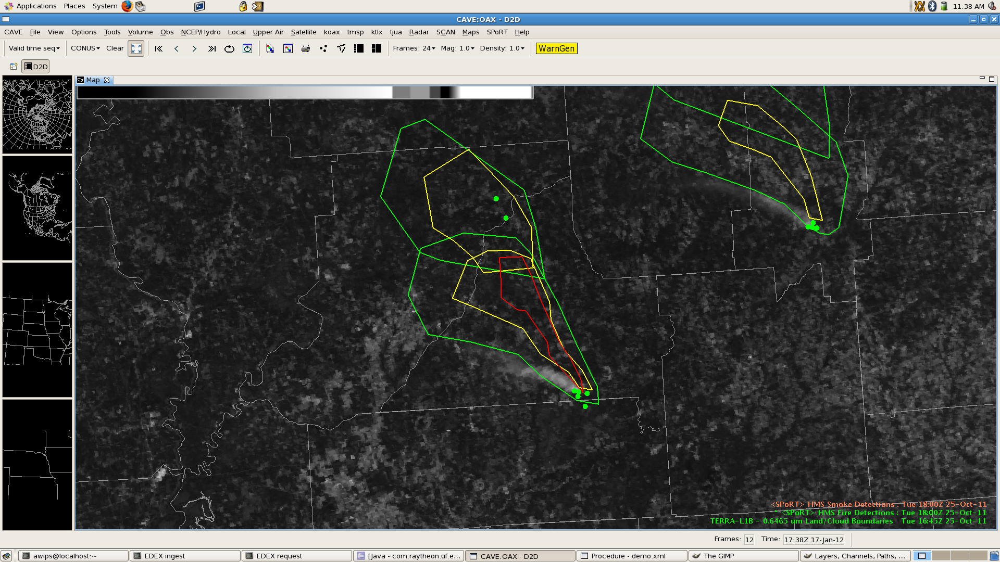 Applications Places System 11:38 AM
CAVE:OAX - D2D
CAVE File View Options Tools Volume Obs NCEP/Hydro Local Upper Air Satellite koax tmsp ktlx tjua Radar SCAN Maps SPoRT Help
Valid time seq CONUS Clear Frames: 24 Mag: 1.0 Density: 1.0 WarnGen
D2D
Map
<SPoRT> HMS Smoke Detections : Tue 18:00Z 25-Oct-11
* <SPoRT> HMS Fire Detections : Tue 18:00Z 25-Oct-11
TERRA-L1B - 0.6465 um Land/Cloud Boundaries Tue 16:45Z 25-Oct-11
Frames: 12 Time: 17:38Z 17-Jan-12
awips@localhost:~ EDEX ingest EDEX request [Java - com.raytheon.uf.e... CAVE:OAX - D2D Procedure - demo.xml The GIMP Layers, Channels, Paths, ...